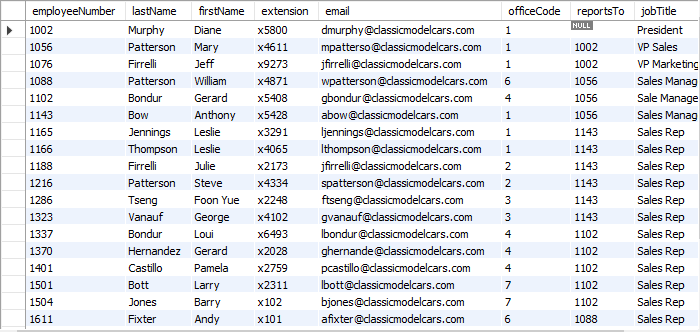 employeeNumber lastName firstName extension email officeCode reportsTo jobTitle
1002 Murphy Diane x5800 dmurphy@classicmodelcars.com 1 NULL President
1056 Patterson Mary x4611 mpatterso@classicmodelcars.com 1 1002 VP Sales
1076 Firrelli Jeff x9273 jfirrelli@classicmodelcars.com 1 1002 VP Marketing
1088 Patterson William x4871 wpatterson@classicmodelcars.com 6 1056 Sales Manag
1102 Bondur Gerard x5408 gbondur@classicmodelcars.com 4 1056 Sale Manage
1143 Bow Anthony x5428 abow@classicmodelcars.com 1 1056 Sales Manag
1165 Jennings Leslie x3291 ljennings@classicmodelcars.com 1 1143 Sales Rep
1166 Thompson Leslie x4065 lthompson@classicmodelcars.com 1 1143 Sales Rep
1188 Firrelli Julie x2173 jfirrelli@classicmodelcars.com 2 1143 Sales Rep
1216 Patterson Steve x4334 spatterson@classicmodelcars.com 2 1143 Sales Rep
1286 Tseng Foon Yue x2248 ftseng@classicmodelcars.com 3 1143 Sales Rep
1323 Vanauf George x4102 gvanauf@classicmodelcars.com 3 1143 Sales Rep
1337 Bondur Loui x6493 lbondur@classicmodelcars.com 4 1102 Sales Rep
1370 Hernandez Gerard x2028 ghernande@classicmodelcars.com 4 1102 Sales Rep
1401 Castillo Pamela x2759 pcastillo@classicmodelcars.com 4 1102 Sales Rep
1501 Bott Larry x2311 lbott@classicmodelcars.com 7 1102 Sales Rep
1504 Jones Barry x102 bjones@classicmodelcars.com 7 1102 Sales Rep
1611 Fixter Andy x101 afixter@classicmodelcars.com 6 1088 Sales Rep